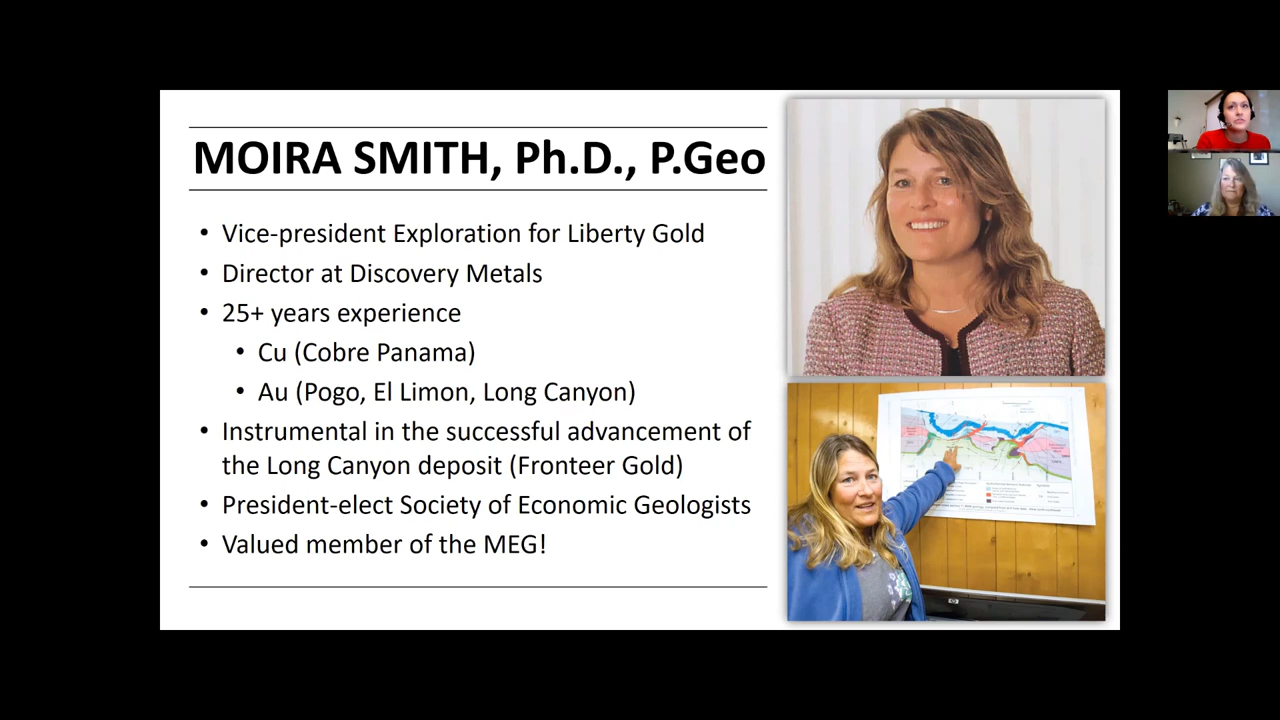 MOIRA SMITH, Ph.D., P.Geo
• Vice-president Exploration for Liberty Gold
• Director at Discovery Metals
• 25+ years experience
• Cu (Cobre Panama)
• Au (Pogo, El Limon, Long Canyon)
• Instrumental in the successful advancement of
the Long Canyon deposit (Fronteer Gold)
• President-elect Society of Economic Geologists
• Valued member of the MEG!